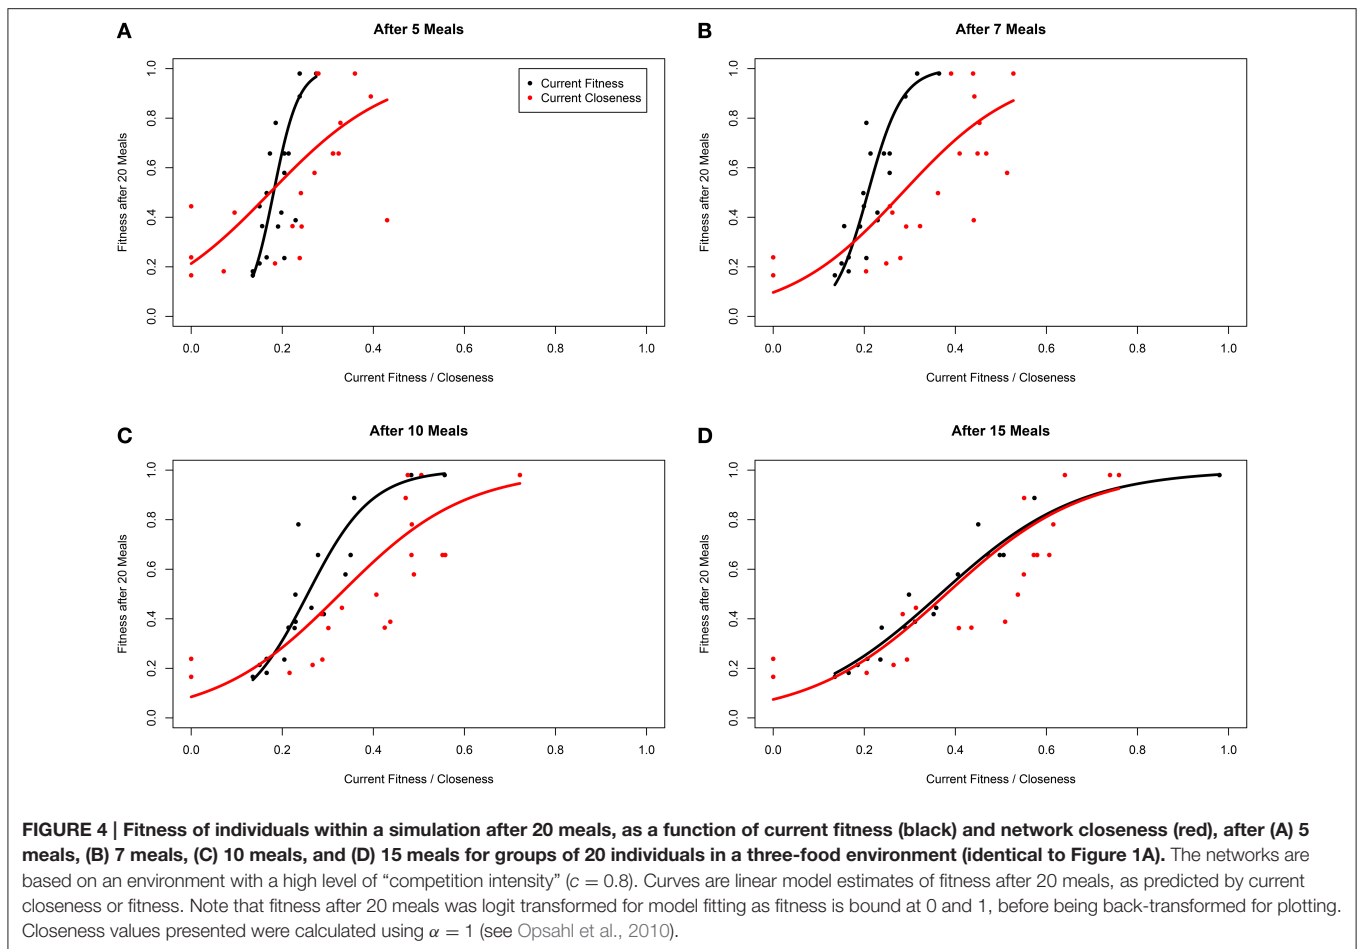 A
After 5 Meals
Fitness after 20 Meals
1.0
0.8
0.6
0.4
0.2
0.0
Current Fitness
Current Closeness
0.0 0.2 0.4 0.6 0.8 1.0
Current Fitness / Closeness
B
After 7 Meals
Fitness after 20 Meals
1.0
0.8
0.6
0.4
0.2
0.0
0.0 0.2 0.4 0.6 0.8 1.0
Current Fitness / Closeness
C
After 10 Meals
Fitness after 20 Meals
1.0
0.8
0.6
0.4
0.2
0.0
0.0 0.2 0.4 0.6 0.8 1.0
Current Fitness / Closeness
D
After 15 Meals
Fitness after 20 Meals
1.0
0.8
0.6
0.4
0.2
0.0
0.0 0.2 0.4 0.6 0.8 1.0
Current Fitness / Closeness
FIGURE 4 | Fitness of individuals within a simulation after 20 meals, as a function of current fitness (black) and network closeness (red), after (A) 5
meals, (B) 7 meals, (C) 10 meals, and (D) 15 meals for groups of 20 individuals in a three-food environment (identical to Figure 1A). The networks are
based on an environment with a high level of “competition intensity” (c = 0.8). Curves are linear model estimates of fitness after 20 meals, as predicted by current
closeness or fitness. Note that fitness after 20 meals was logit transformed for model fitting as fitness is bound at 0 and 1, before being back-transformed for plotting.
Closeness values presented were calculated using α = 1 (see Opsahl et al., 2010).